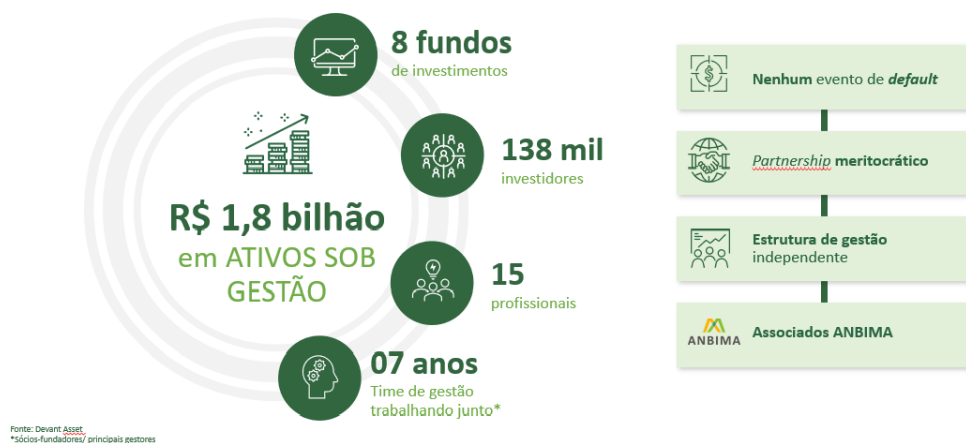 8 fundos
de investimentos
138 mil
investidores
R$ 1,8 bilhão
em ATIVOS SOB
GESTÃO
15
profissionais
07 anos
Time de gestão
trabalhando junto*
Nenhum evento de default
Partnership meritocrático
Estrutura de gestão
independente
ANBIMA
Associados ANBIMA
Fonte: Devant Asset
*Sócios-fundadores/ principais gestores